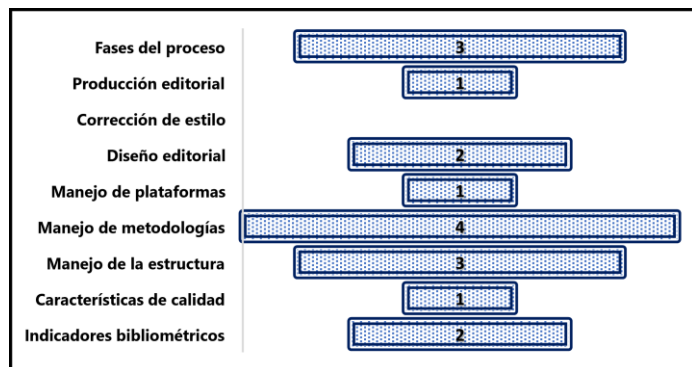 Fases del proceso 3
Producción editorial 1
Corrección de estilo
Diseño editorial 2
Manejo de plataformas 1
Manejo de metodologías 4
Manejo de la estructura 3
Características de calidad 1
Indicadores bibliométricos 2